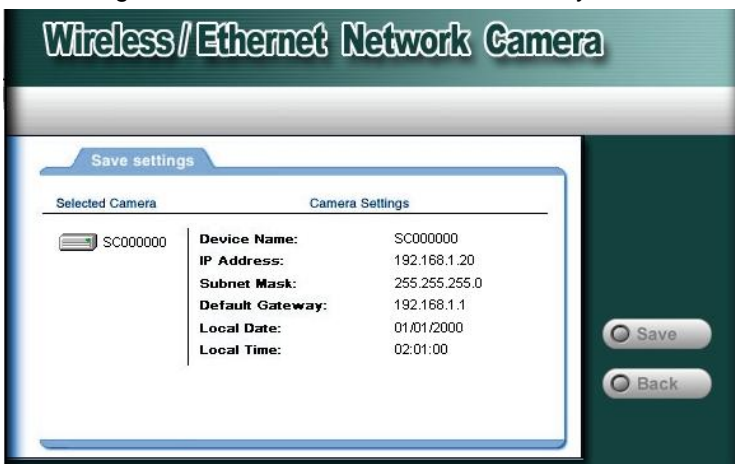 Wireless / Ethernet Network Camera
Save settings
Selected Camera Camera Settings
SC000000 Device Name: SC000000
IP Address: 192.168.1.20
Subnet Mask: 255.255.255.0
Default Gateway: 192.168.1.1
Local Date: 01/01/2000
Local Time: 02:01:00
Save
Back